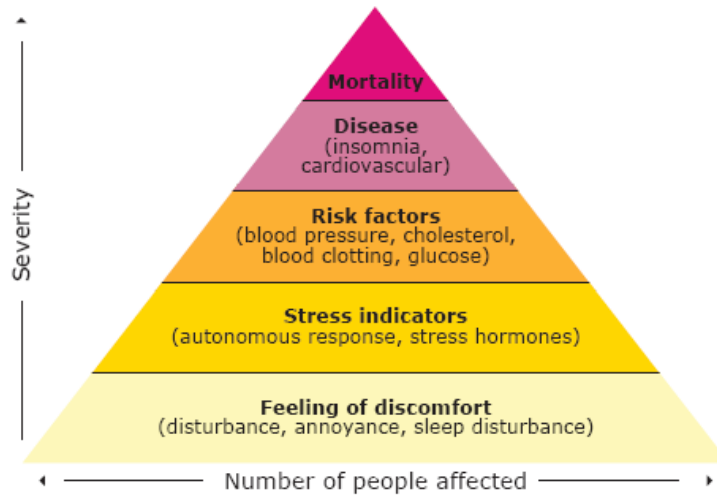 Mortality
Disease
(insomnia,
cardiovascular)
Risk factors
(blood pressure, cholesterol,
blood clotting, glucose)
Stress indicators
(autonomous response, stress hormones)
Feeling of discomfort
(disturbance, annoyance, sleep disturbance)
Severity
Number of people affected